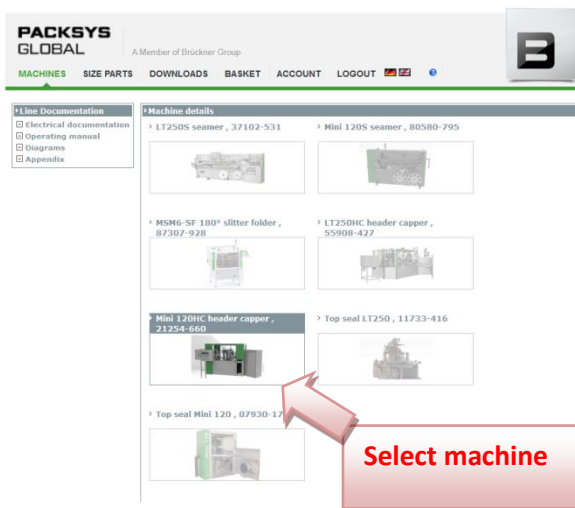 PACKSYS
GLOBAL
A Member of Brückner Group
B
MACHINES SIZE PARTS DOWNLOADS BASKET ACCOUNT LOGOUT
Line Documentation
Electrical documentation
Operating manual
Diagrams
Appendix
Machine details
LT250S seamer , 37102-531
Mini 120S seamer , 80580-795
MSM6-SF 180° slitter folder ,
87307-928
LT250HC header capper ,
55908-427
Mini 120HC header capper ,
21254-660
Top seal LT250 , 11733-416
Top seal Mini 120 , 07930-17
Select machine